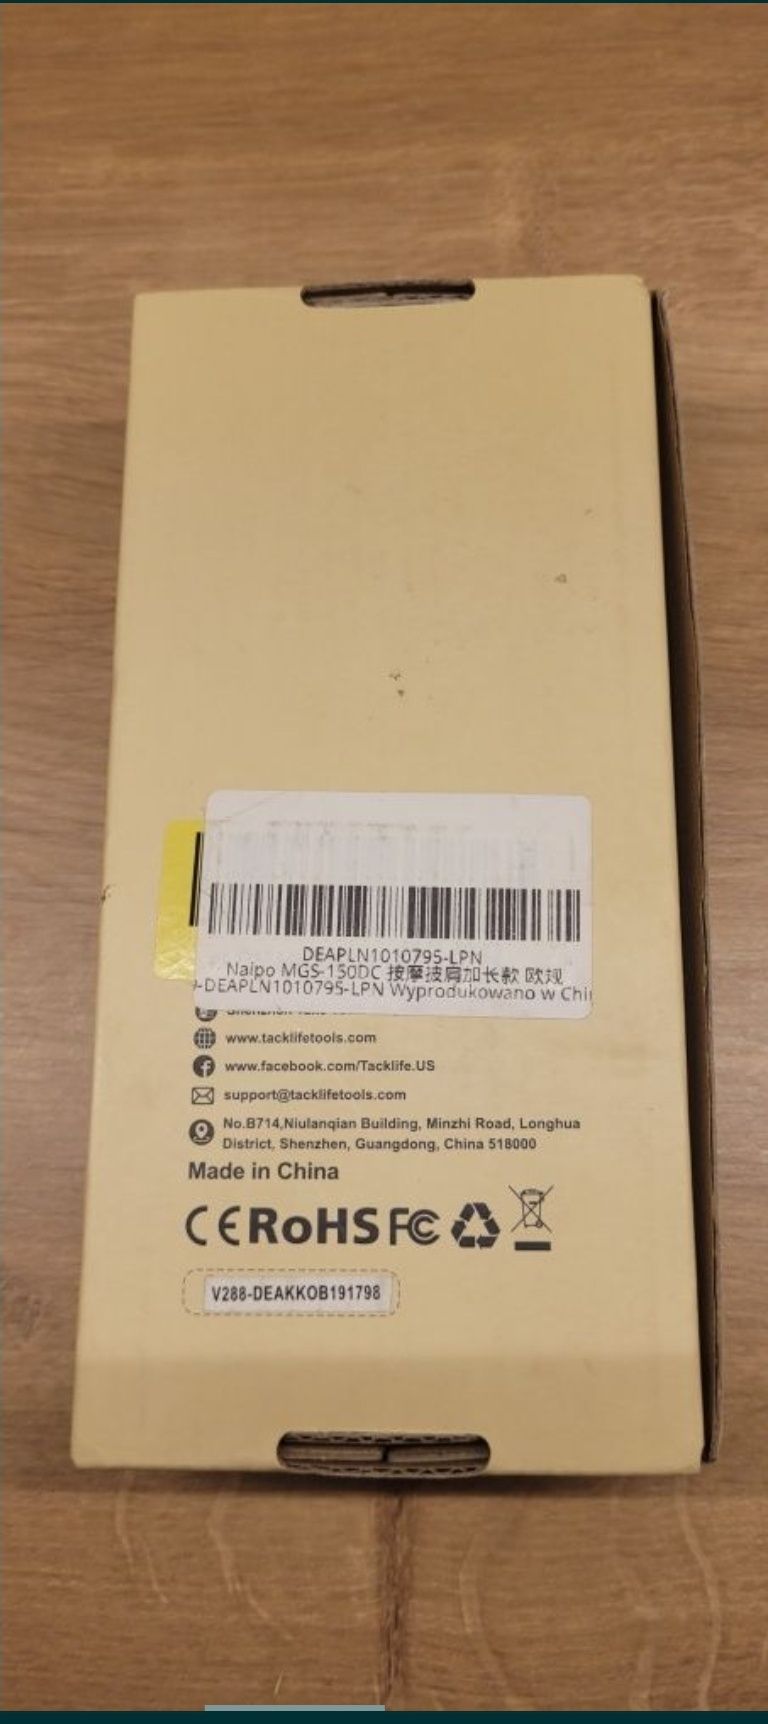 DEAPLN1010795-LPN
Naipo MGS-150DC 按摩披肩加长款 欧规
-DEAPLN1010795-LPN Wyprodukowano w Chi
Shenzhen
www.tacklifetools.com
www.facebook.com/Tacklife.US
support@tacklifetools.com
No.B714,Niulanqian Building, Minzhi Road, Longhua
District, Shenzhen, Guangdong, China 518000
Made in China
CE RoHS FC
V288-DEAKKOB191798